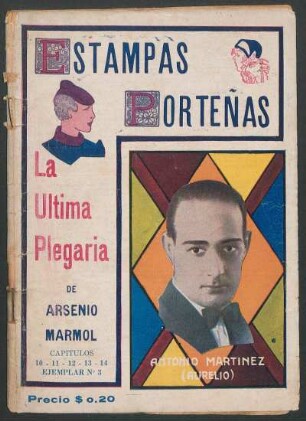 ESTAMPAS
PORTEÑAS
La
Ultima
Plegaria
DE
ARSENIO
MARMOL
CAPITULOS
10 - 11 - 12 - 13 - 14
EJEMPLAR Nº 3
Precio $ 0.20
ANTONIO MARTINEZ
(AURELIO)